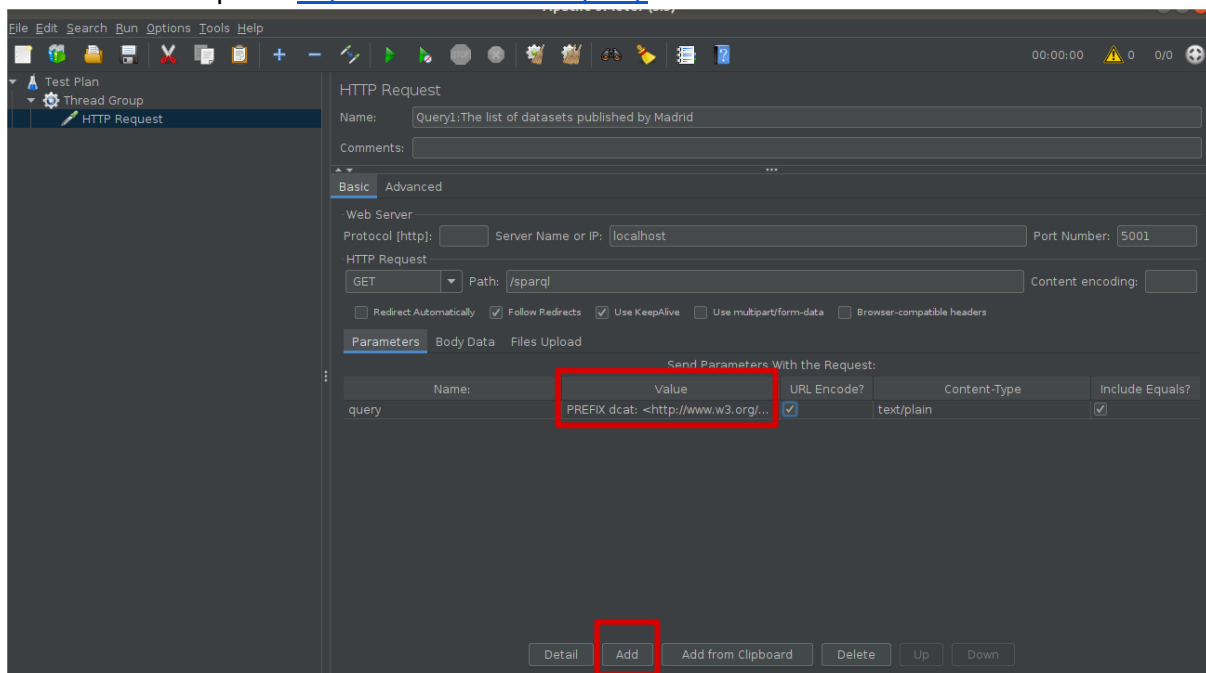 File Edit Search Run Options Tools Help
00:00:00 0 0/0
Test Plan
Thread Group
HTTP Request
HTTP Request
Name: Query1:The list of datasets published by Madrid
Comments:
Basic Advanced
Web Server
Protocol [http]: Server Name or IP: localhost Port Number: 5001
HTTP Request
GET Path: /sparql Content encoding:
Redirect Automatically Follow Redirects Use KeepAlive Use multipart/form-data Browser-compatible headers
Parameters Body Data Files Upload
Send Parameters With the Request:
Name: Value URL Encode? Content-Type Include Equals?
query PREFIX dcat: <http://www.w3.org/... text/plain
Detail Add Add from Clipboard Delete Up Down